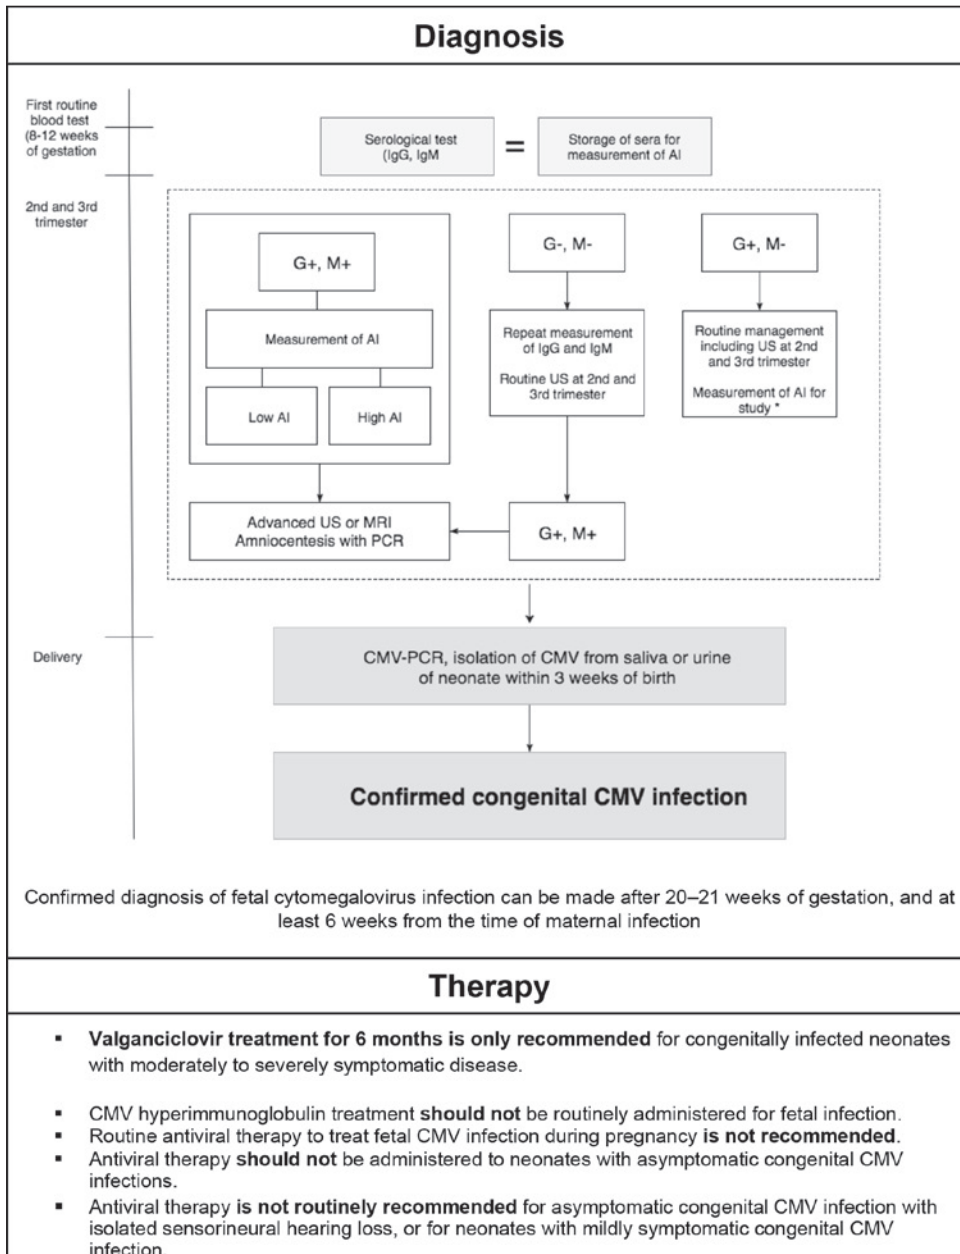 Diagnosis
First routine
blood test
(8-12 weeks
of gestation
Serological test
(IgG, IgM
=
Storage of sera for
measurement of AI
2nd and 3rd
trimester
G+, M+
Measurement of AI
Low AI
High AI
G-, M-
Repeat measurement
of IgG and IgM
Routine US at 2nd and
3rd trimester
G+, M-
Routine management
including US at 2nd
and 3rd trimester
Measurement of AI for
study *
Advanced US or MRI
Amniocentesis with PCR
G+, M+
Delivery
CMV-PCR, isolation of CMV from saliva or urine
of neonate within 3 weeks of birth
Confirmed congenital CMV infection
Confirmed diagnosis of fetal cytomegalovirus infection can be made after 20–21 weeks of gestation, and at
least 6 weeks from the time of maternal infection
Therapy
▪ Valganciclovir treatment for 6 months is only recommended for congenitally infected neonates
with moderately to severely symptomatic disease.
▪ CMV hyperimmunoglobulin treatment should not be routinely administered for fetal infection.
▪ Routine antiviral therapy to treat fetal CMV infection during pregnancy is not recommended.
▪ Antiviral therapy should not be administered to neonates with asymptomatic congenital CMV
infections.
▪ Antiviral therapy is not routinely recommended for asymptomatic congenital CMV infection with
isolated sensorineural hearing loss, or for neonates with mildly symptomatic congenital CMV
infection.